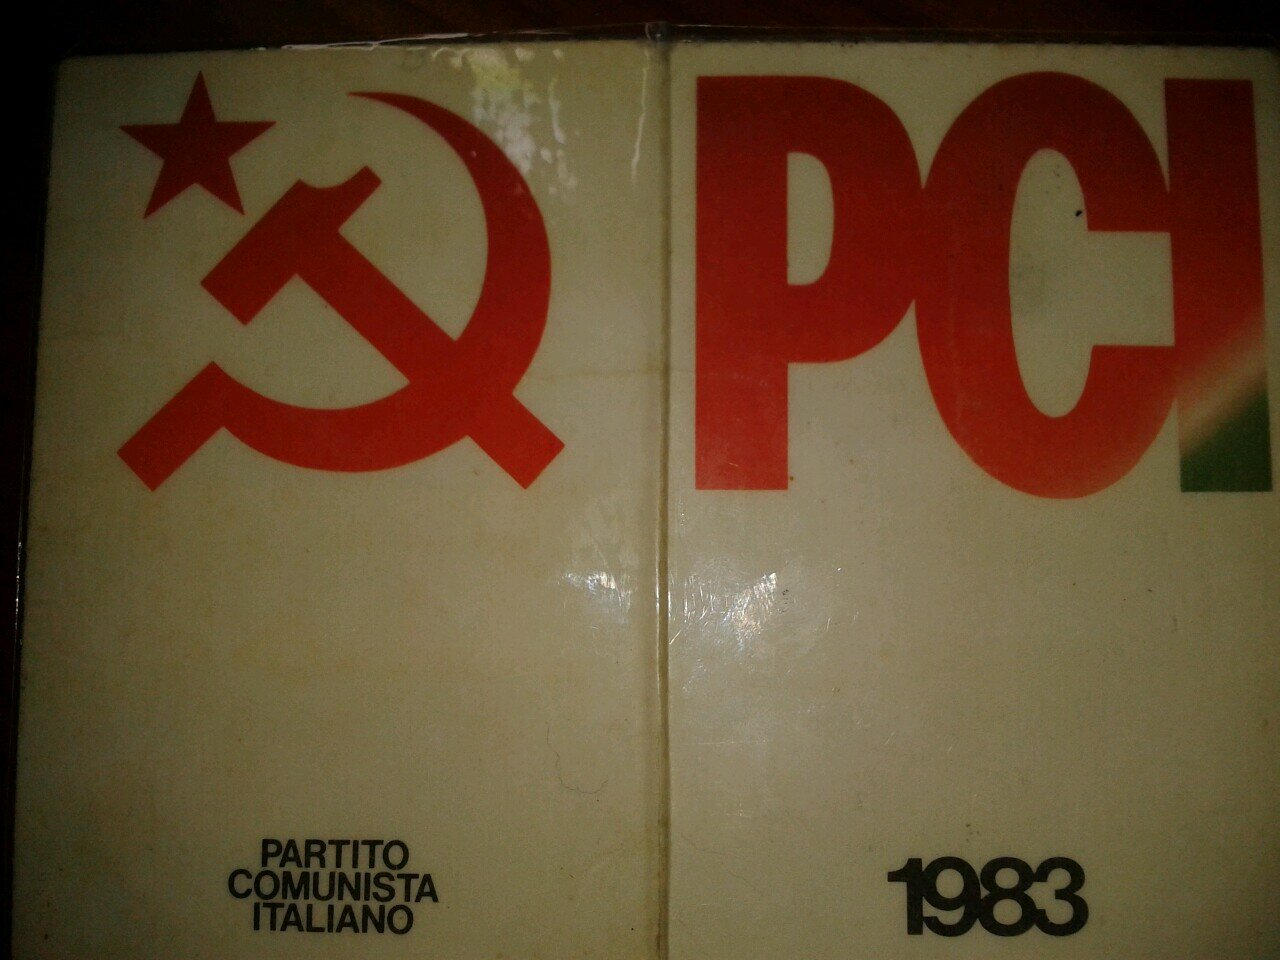 PARTITO
COMUNISTA
ITALIANO
PCI
1983